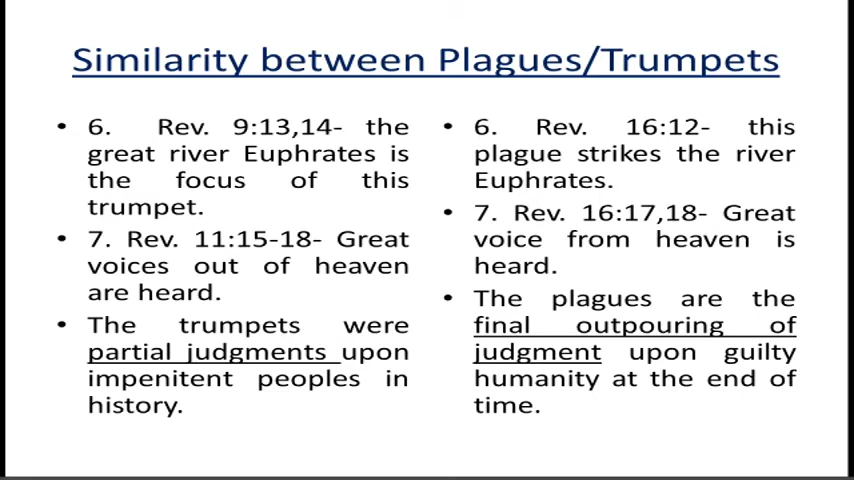 Similarity between Plagues/Trumpets
• 6. Rev. 9:13,14- the
great river Euphrates is
the focus of this
trumpet.
• 7. Rev. 11:15-18- Great
voices out of heaven
are heard.
• The trumpets were
partial judgments upon
impenitent peoples in
history.
• 6. Rev. 16:12- this
plague strikes the river
Euphrates.
• 7. Rev. 16:17,18- Great
voice from heaven is
heard.
• The plagues are the
final outpouring of
judgment upon guilty
humanity at the end of
time.